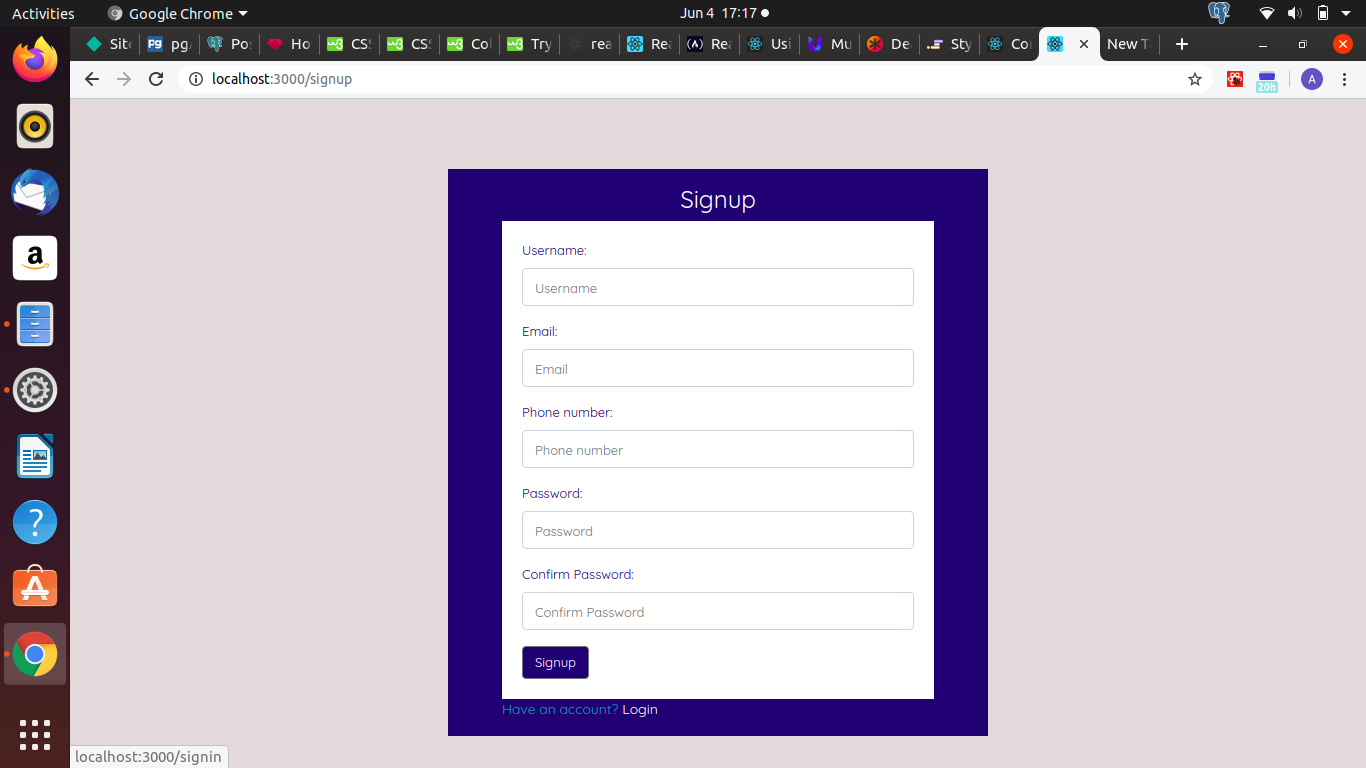 Activities Google Chrome Jun 4 17:17
Site pgA Pos Ho CSS CSS Col Try rea Rea Rea Usi Mu De Sty Co New T
localhost:3000/signup 20h A
Signup
Username:
Username
Email:
Email
Phone number:
Phone number
Password:
Password
Confirm Password:
Confirm Password
Signup
Have an account? Login
localhost:3000/signin